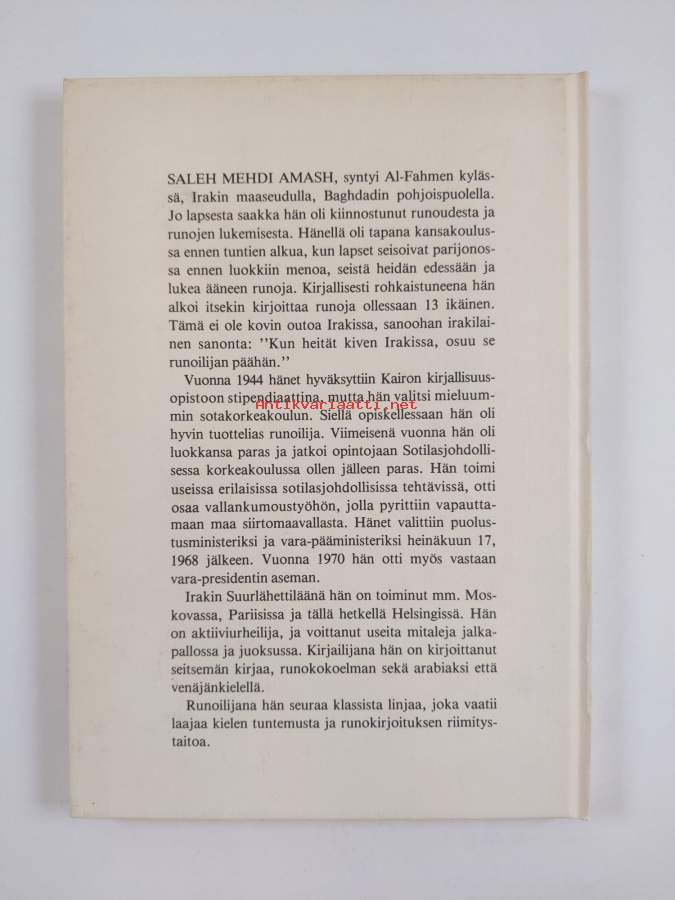 SALEH MEHDI AMASH, syntyi Al-Fahmen kyläs-
sä, Irakin maaseudulla, Baghdadin pohjoispuolella.
Jo lapsesta saakka hän oli kiinnostunut runoudesta ja
runojen lukemisesta. Hänellä oli tapana kansakoulus-
sa ennen tuntien alkua, kun lapset seisoivat parijonos-
sa ennen luokkiin menoa, seistä heidän edessään ja
lukea ääneen runoja. Kirjallisesti rohkaistuneena hän
alkoi itsekin kirjoittaa runoja ollessaan 13 ikäinen.
Tämä ei ole kovin outoa Irakissa, sanoohan irakilai-
nen sanonta: ''Kun heität kiven Irakissa, osuu se
runoilijan päähän.''
Vuonna 1944 hänet hyväksyttiin Kairon kirjallisuus-
opistoon stipendiaattina, mutta hän valitsi mieluum-
Antikvariaatti.net
min sotakorkeakoulun. Siellä opiskellessaan hän oli
hyvin tuottelias runoilija. Viimeisenä vuonna hän oli
luokkansa paras ja jatkoi opintojaan Sotilasjohdolli-
sessa korkeakoulussa ollen jälleen paras. Hän toimi
useissa erilaisissa sotilasjohdollisissa tehtävissä, otti
osaa vallankumoustyöhön, jolla pyrittiin vapautta-
maan maa siirtomaavallasta. Hänet valittiin puolus-
tusministeriksi ja vara-pääministeriksi heinäkuun 17,
1968 jälkeen. Vuonna 1970 hän otti myös vastaan
vara-presidentin aseman.
Irakin Suurlähettiläänä hän on toiminut mm. Mos-
kovassa, Pariisissa ja tällä hetkellä Helsingissä. Hän
on aktiiviurheilija, ja voittanut useita mitaleja jalka-
pallossa ja juoksussa. Kirjailijana hän on kirjoittanut
seitsemän kirjaa, runokokoelman sekä arabiaksi että
venäjänkielellä.
Runoilijana hän seuraa klassista linjaa, joka vaatii
laajaa kielen tuntemusta ja runokirjoituksen riimitys-
taitoa.